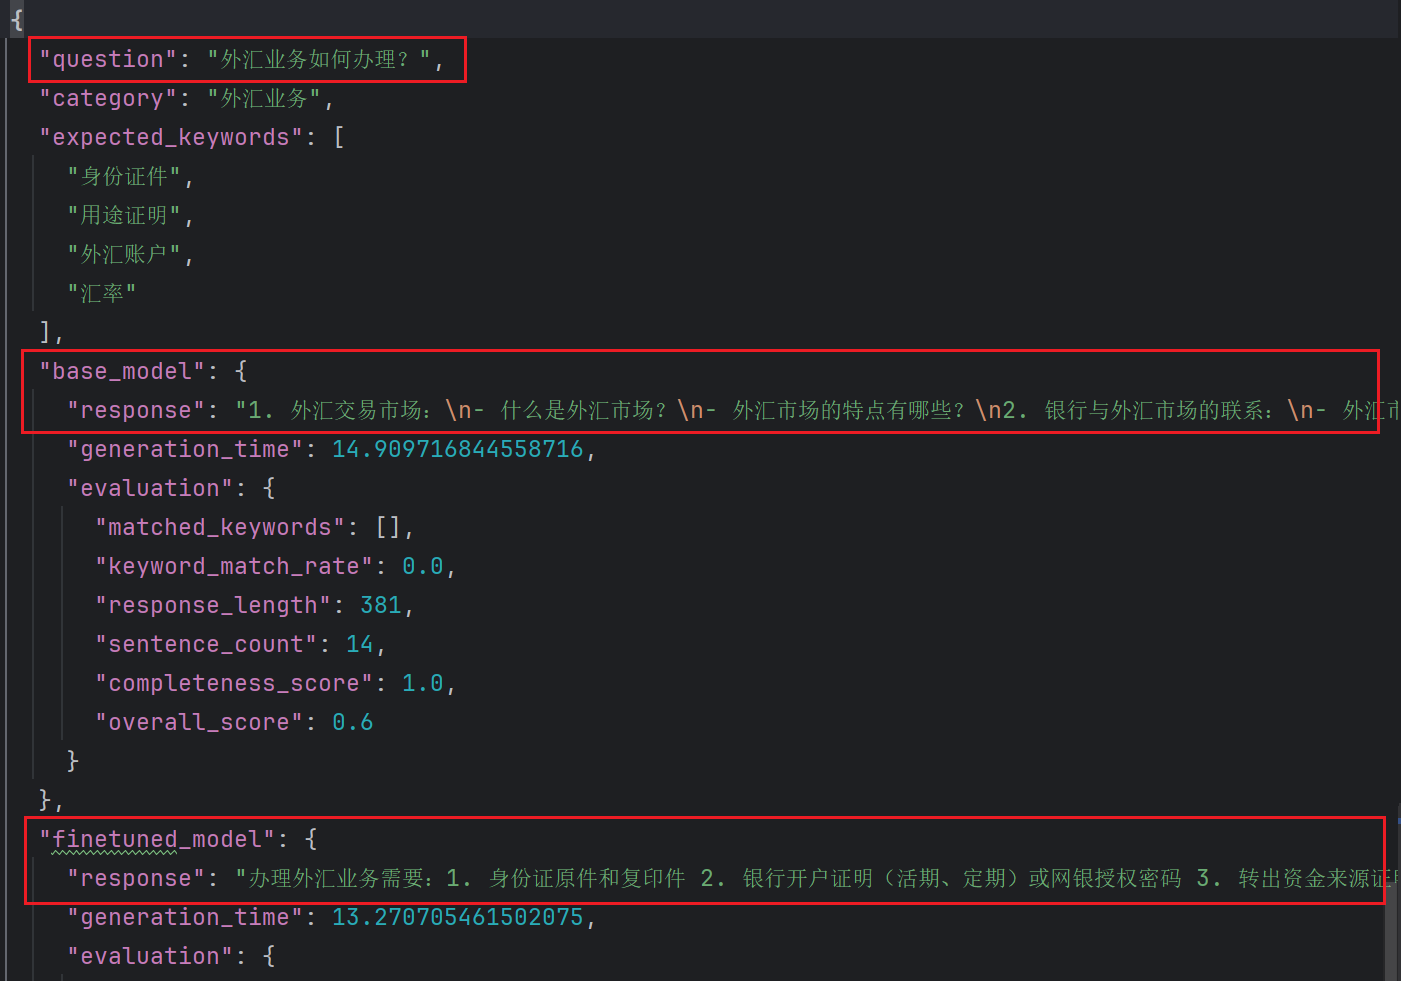 {
"question": "外汇业务如何办理？",
"category": "外汇业务",
"expected_keywords": [
"身份证件",
"用途证明",
"外汇账户",
"汇率"
],
"base_model": {
"response": "1. 外汇交易市场：\n- 什么是外汇市场？\n- 外汇市场的特点有哪些？\n2. 银行与外汇市场的联系：\n- 外汇市
"generation_time": 14.909716844558716,
"evaluation": {
"matched_keywords": [],
"keyword_match_rate": 0.0,
"response_length": 381,
"sentence_count": 14,
"completeness_score": 1.0,
"overall_score": 0.6
}
},
"finetuned_model": {
"response": "办理外汇业务需要：1. 身份证原件和复印件 2. 银行开户证明（活期、定期）或网银授权密码 3. 转出资金来源证
"generation_time": 13.270705461502075,
"evaluation": {